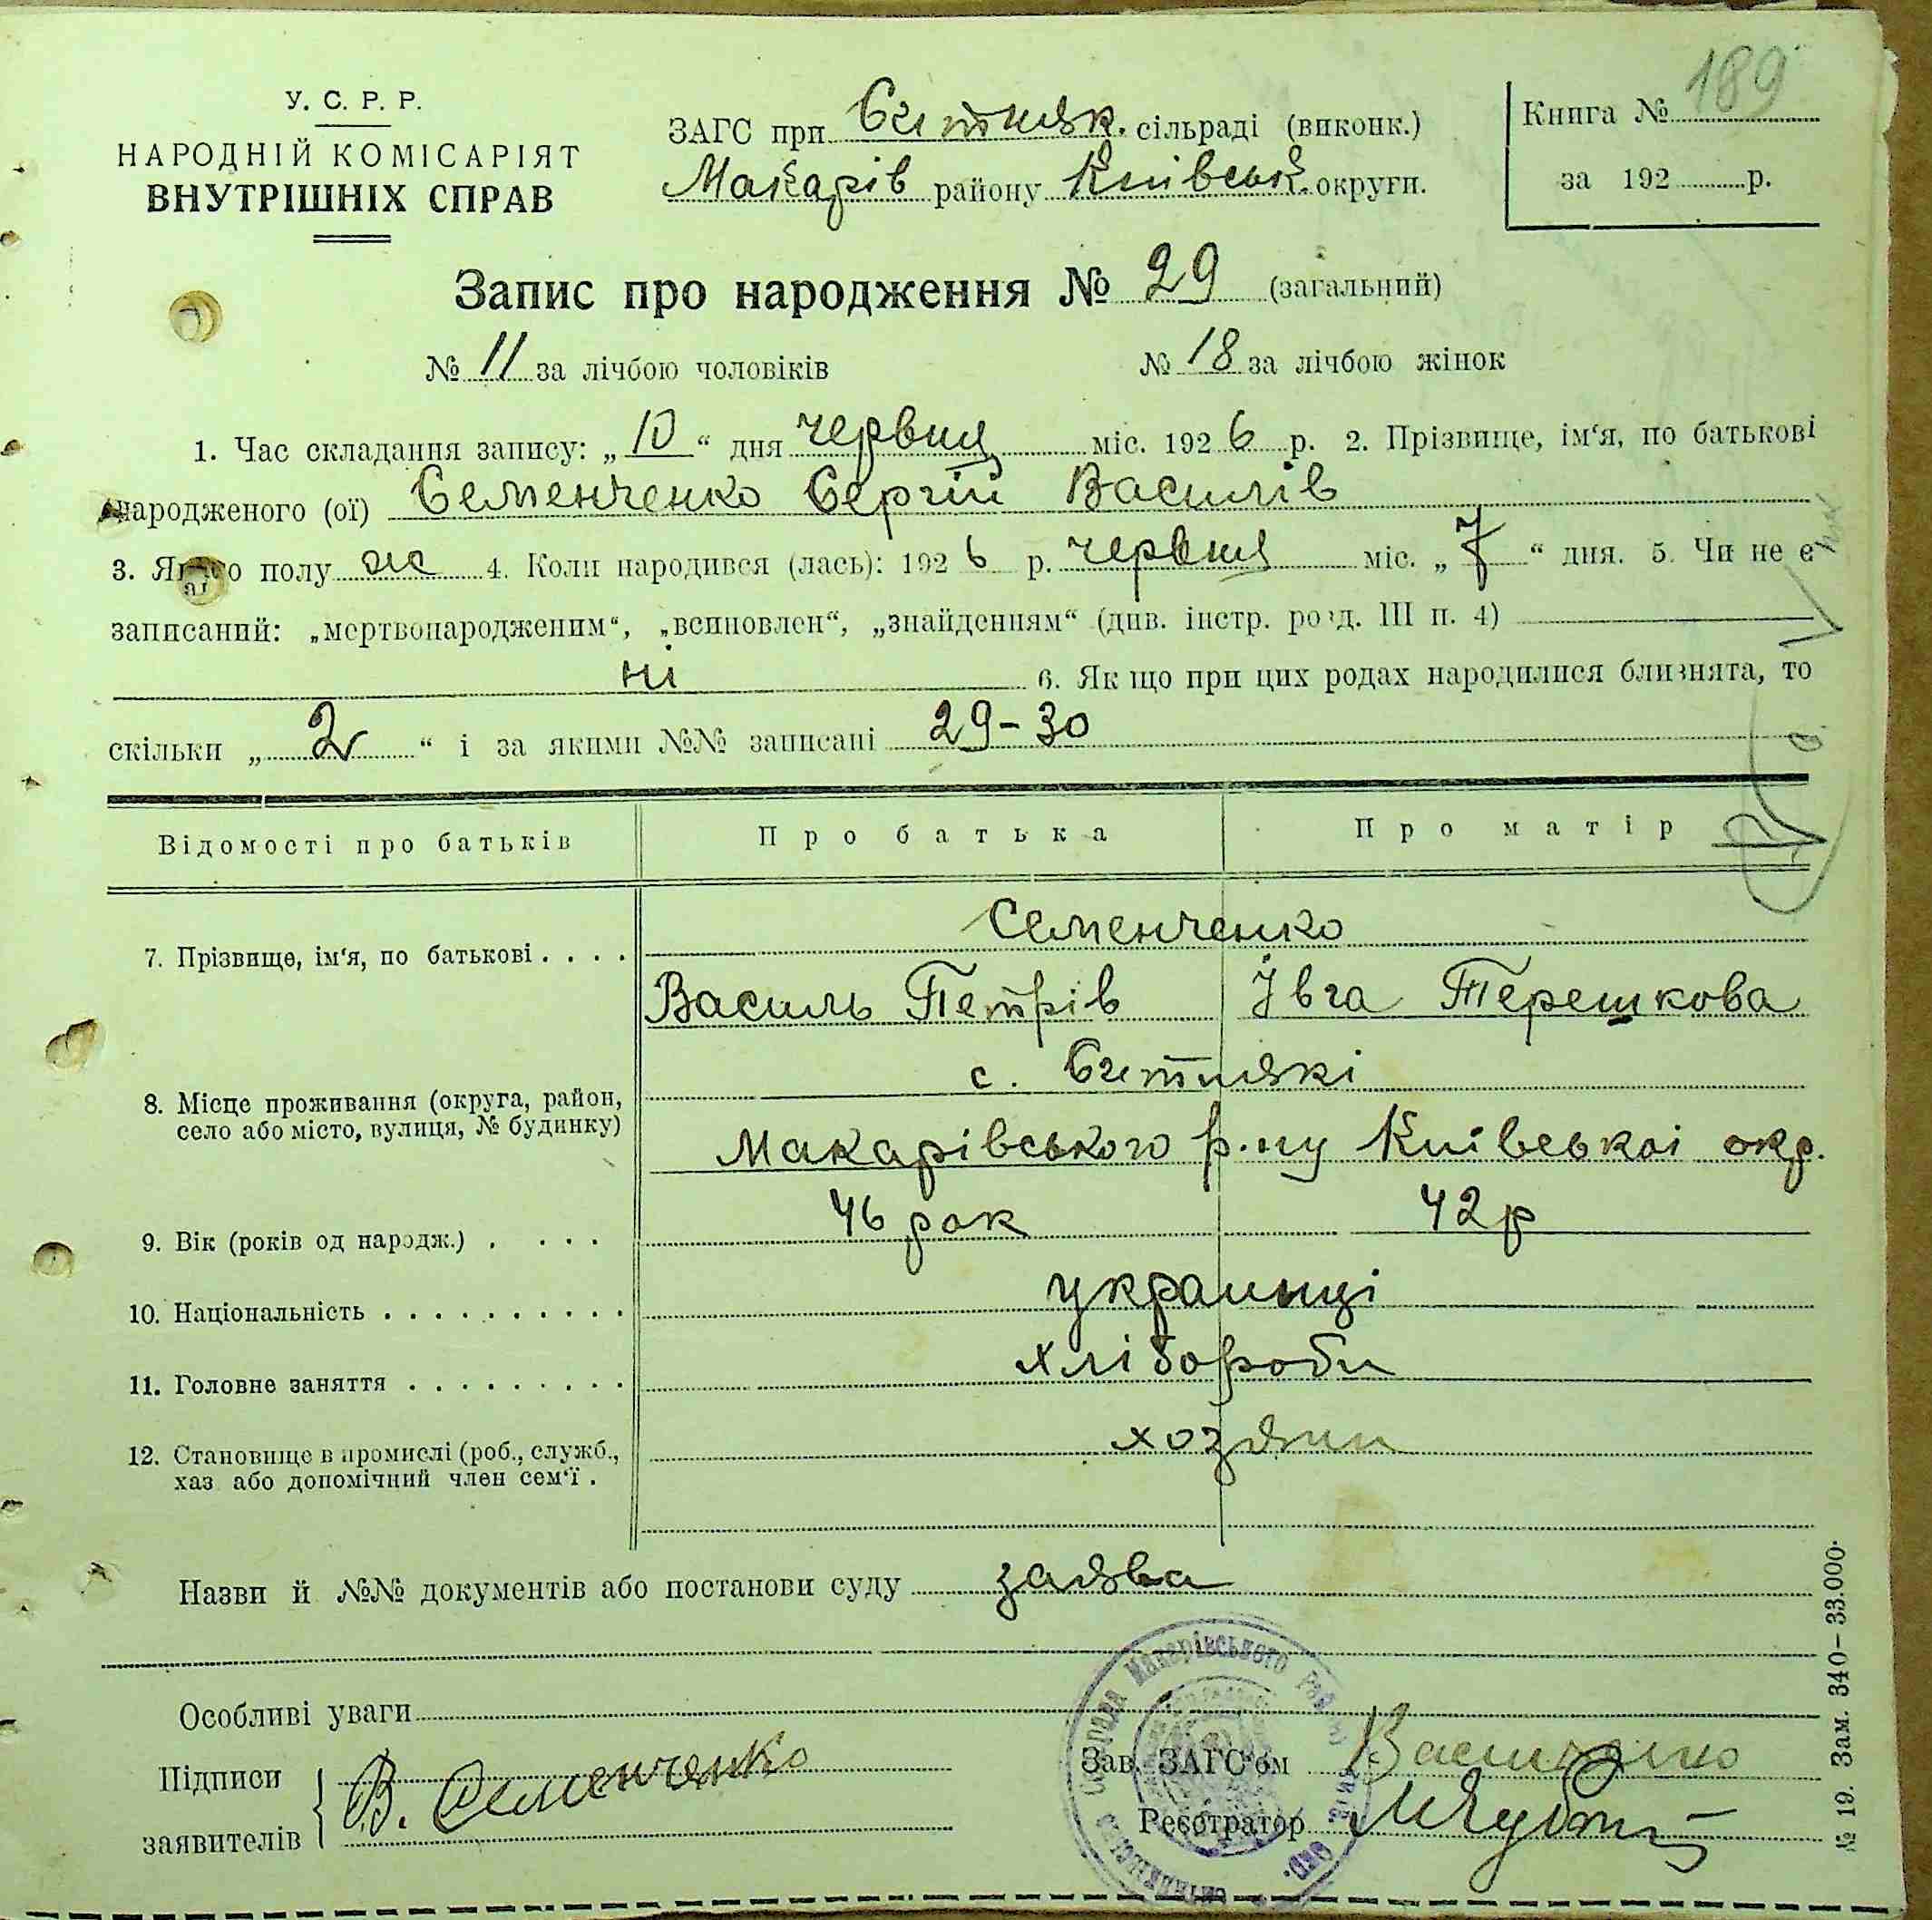 189
У. С. Р. Р.
НАРОДНІЙ КОМІСАРІЯТ
ВНУТРІШНІХ СПРАВ
ЗАГС при Ситняк. сільраді (виконк.)
Макарів району Київськ. округи.
Книга №
за 192 р.
Запис про народження № 29 (загальний)
№ 11 за лічбою чоловіків № 18 за лічбою жінок
1. Час складання запису: „10“ дня червня міс. 1926 р. 2. Прізвище, ім‘я, по батькові
народженого (ої) Семенченко Сергій Василів
3. Якого полу ж 4. Коли народився (лась): 1926 р. червня міс. „7“ дня. 5. Чи не є
записаний: „мертвонародженим“, „всиновлен“, „знайденням“ (див. інстр. розд. III п. 4)
ні 6. Якщо при цих родах народилися близнята, то
скільки „2“ і за якими №№ записані 29-30
Відомості про батьків Про батька Про матір
Семенченко
7. Прізвище, ім‘я, по батькові . . . .
Василь Петрів Івга Терешкова
с. Ситняки
8. Місце проживання (округа, район,
село або місто, вулиця, № будинку)
Макарівського р.ну Київської окр.
9. Вік (років од народж.) . . . . 46 рок 42 р
10. Національність . . . . . . . . . . украинці
11. Головне заняття . . . . . . . . . хлібороби
12. Становище в промислі (роб., служб.,
хаз або допомічний член сем‘ї . хозяин
Назви й №№ документів або постанови суду заява
Особливі уваги
Підписи
заявителів
В. Семенченко
Зав. ЗАГС‘ом
Реєстратор
Макарівського
№ 19. Зам. 340—33.000.